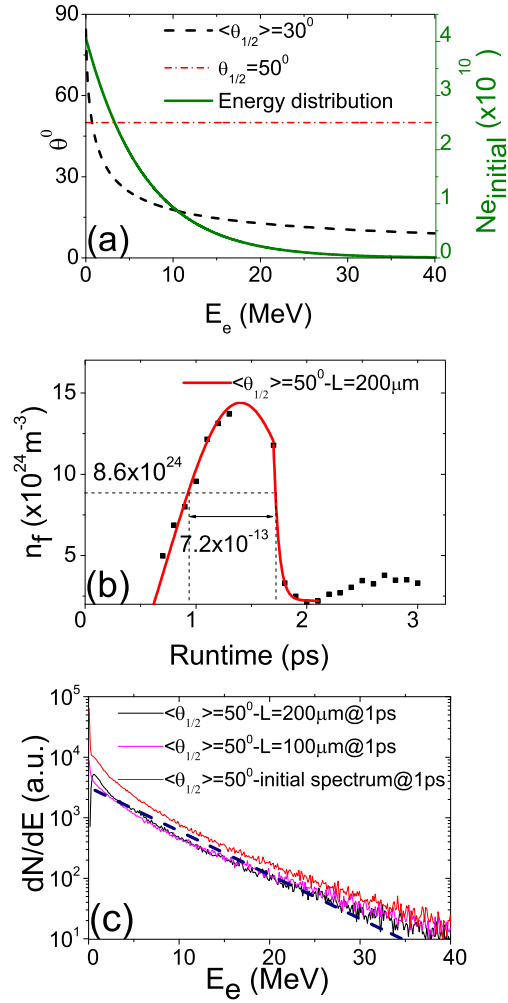 <θ1/2>=30⁰
θ1/2=50⁰
Energy distribution
90
60
30
0
θ⁰
4
3
2
1
0
Neinitial (x10¹⁰)
(a)
0 10 20 30 40
Ee (MeV)
<θ1/2>=50⁰-L=200μm
15
10
5
nf (x10²⁴m⁻³)
8.6x10²⁴
7.2x10⁻¹³
(b)
0 1 2 3
Runtime (ps)
<θ1/2>=50⁰-L=200μm@1ps
<θ1/2>=50⁰-L=100μm@1ps
<θ1/2>=50⁰-initial spectrum@1ps
10⁵
10⁴
10³
10²
10¹
dN/dE (a.u.)
(c)
0 10 20 30 40
Ee (MeV)